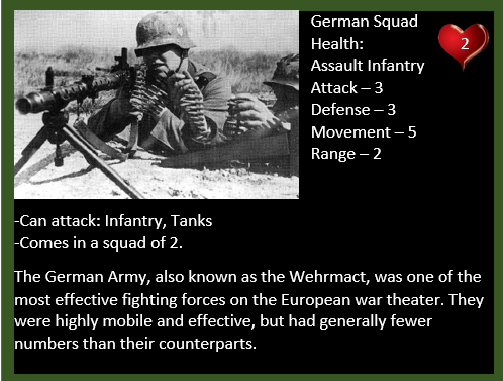 German Squad
Health:
2
Assault Infantry
Attack – 3
Defense – 3
Movement – 5
Range – 2
-Can attack: Infantry, Tanks
-Comes in a squad of 2.
The German Army, also known as the Wehrmact, was one of the
most effective fighting forces on the European war theater. They
were highly mobile and effective, but had generally fewer
numbers than their counterparts.